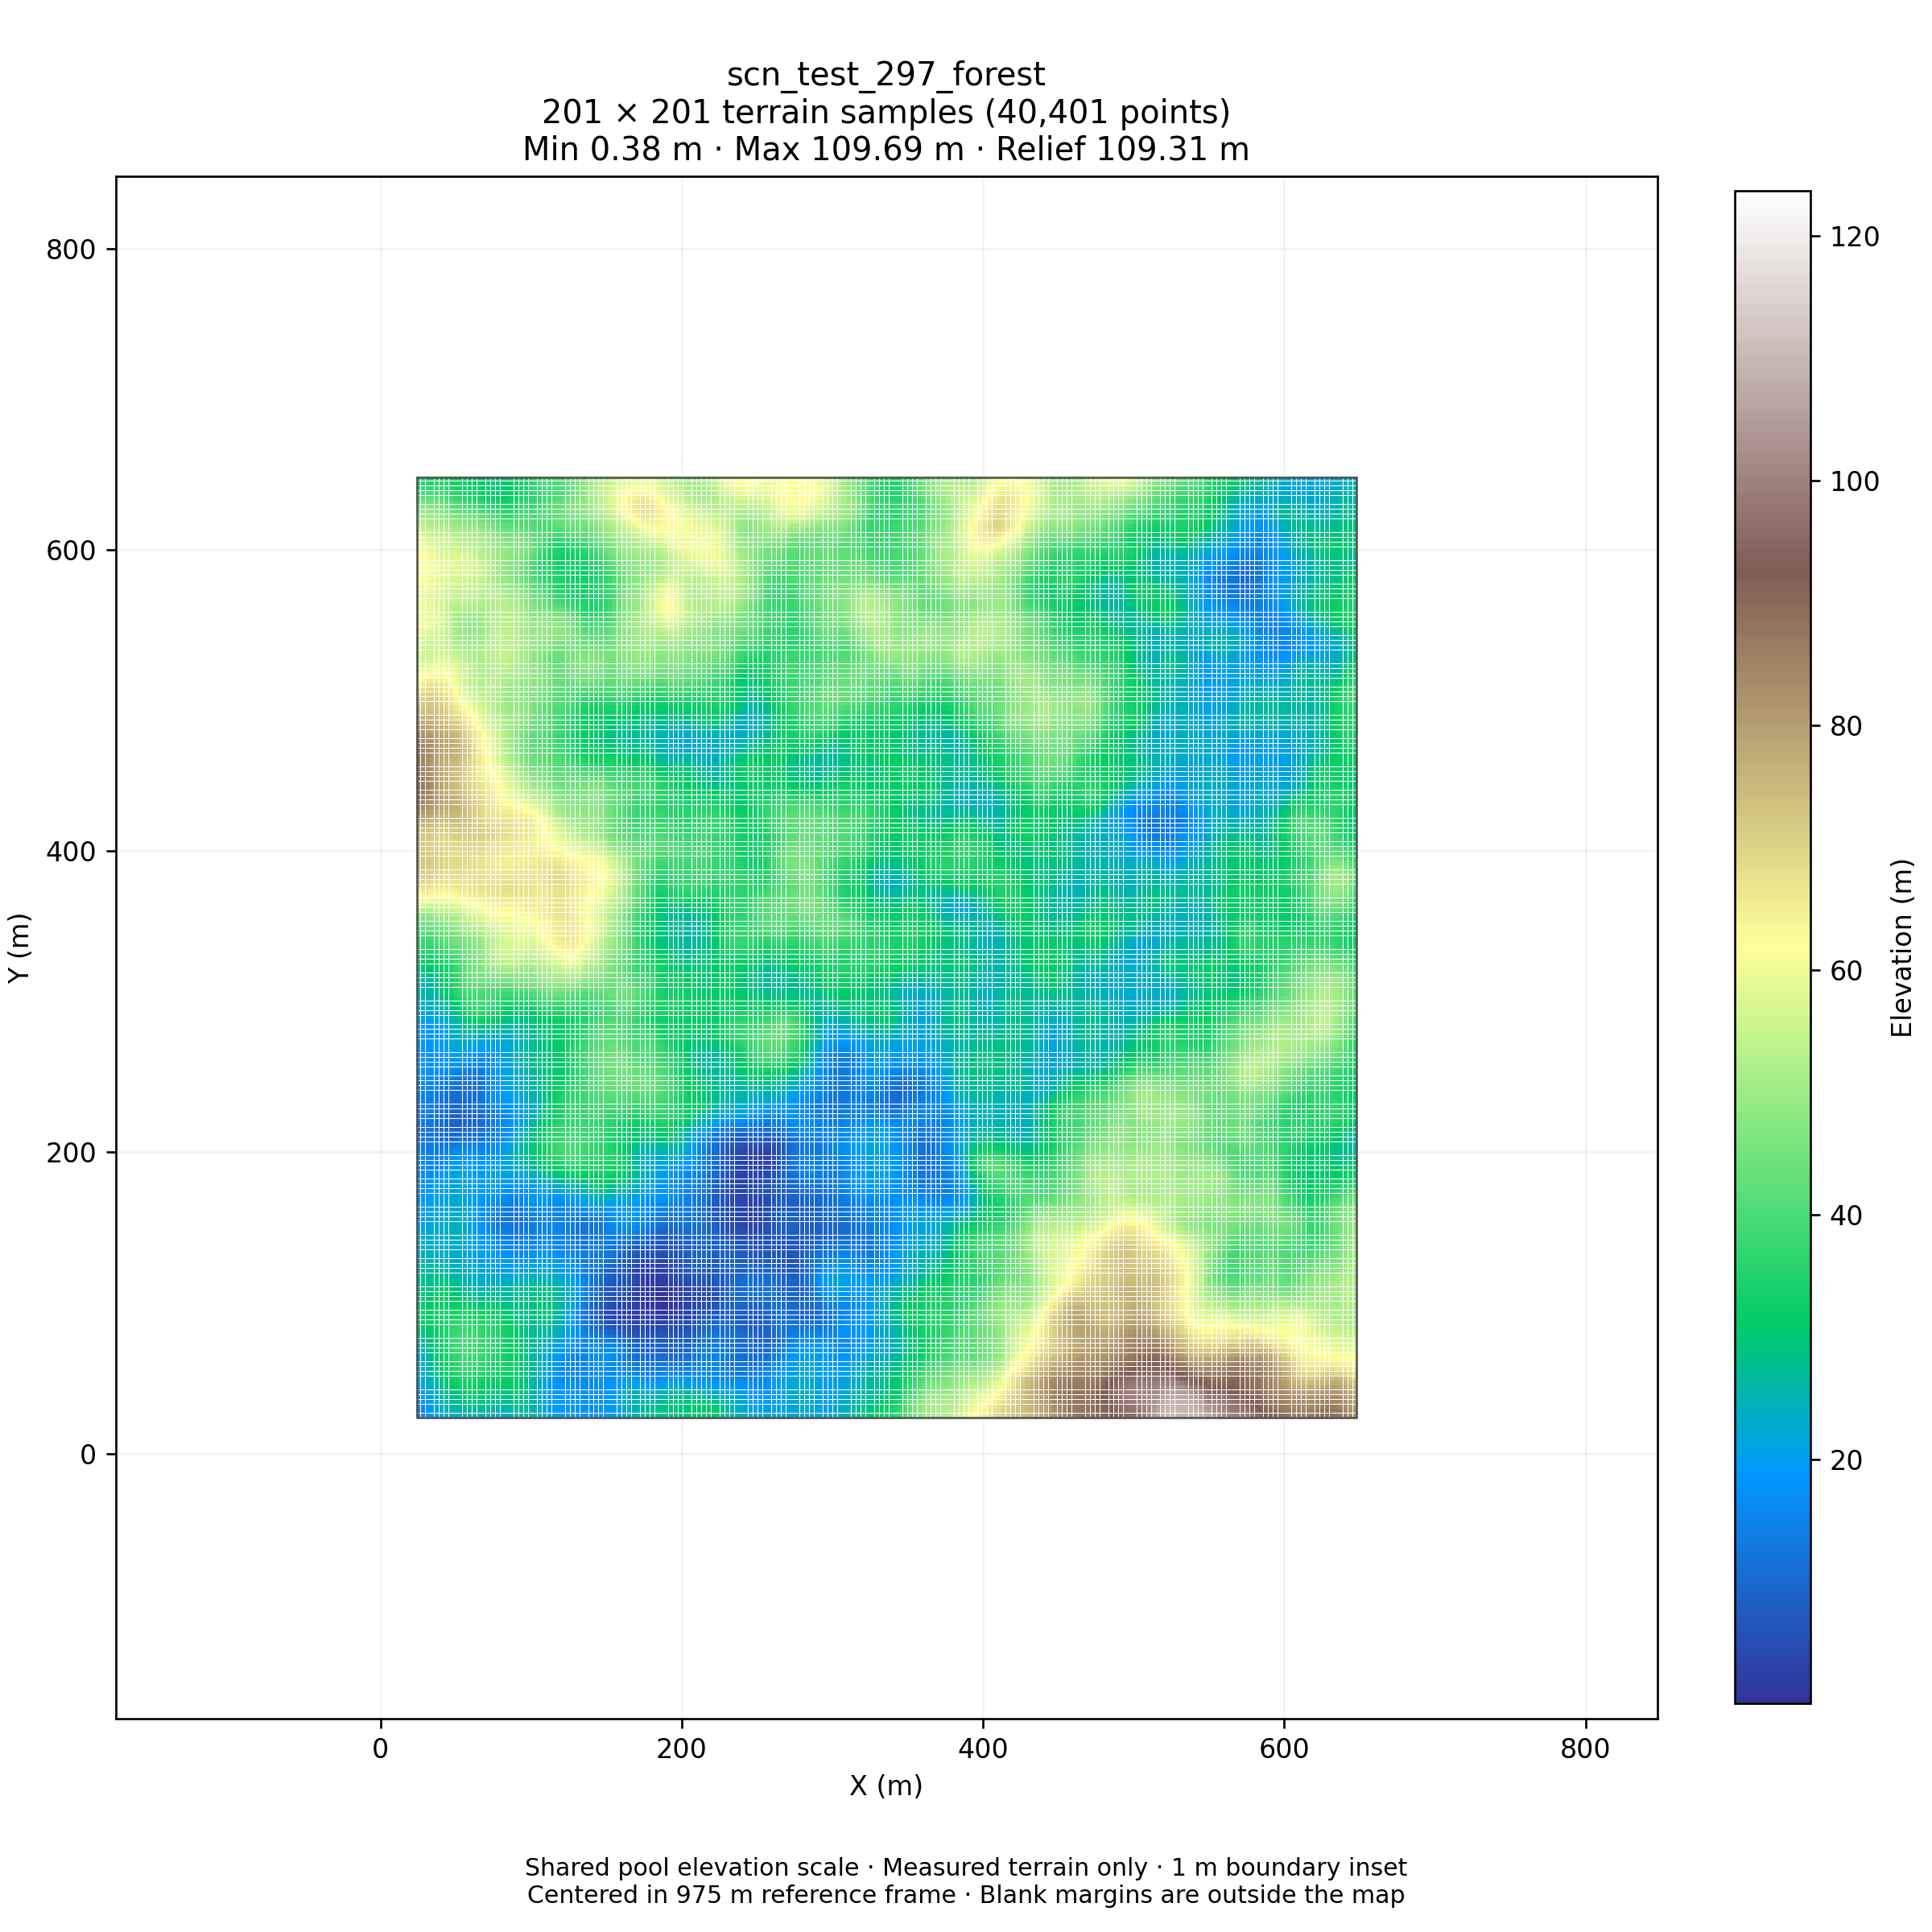 scn_test_297_forest
201 × 201 terrain samples (40,401 points)
Min 0.38 m · Max 109.69 m · Relief 109.31 m
800
600
400
200
0
Y (m)
0 200 400 600 800
X (m)
120
100
80
60
40
20
Elevation (m)
Shared pool elevation scale · Measured terrain only · 1 m boundary inset
Centered in 975 m reference frame · Blank margins are outside the map